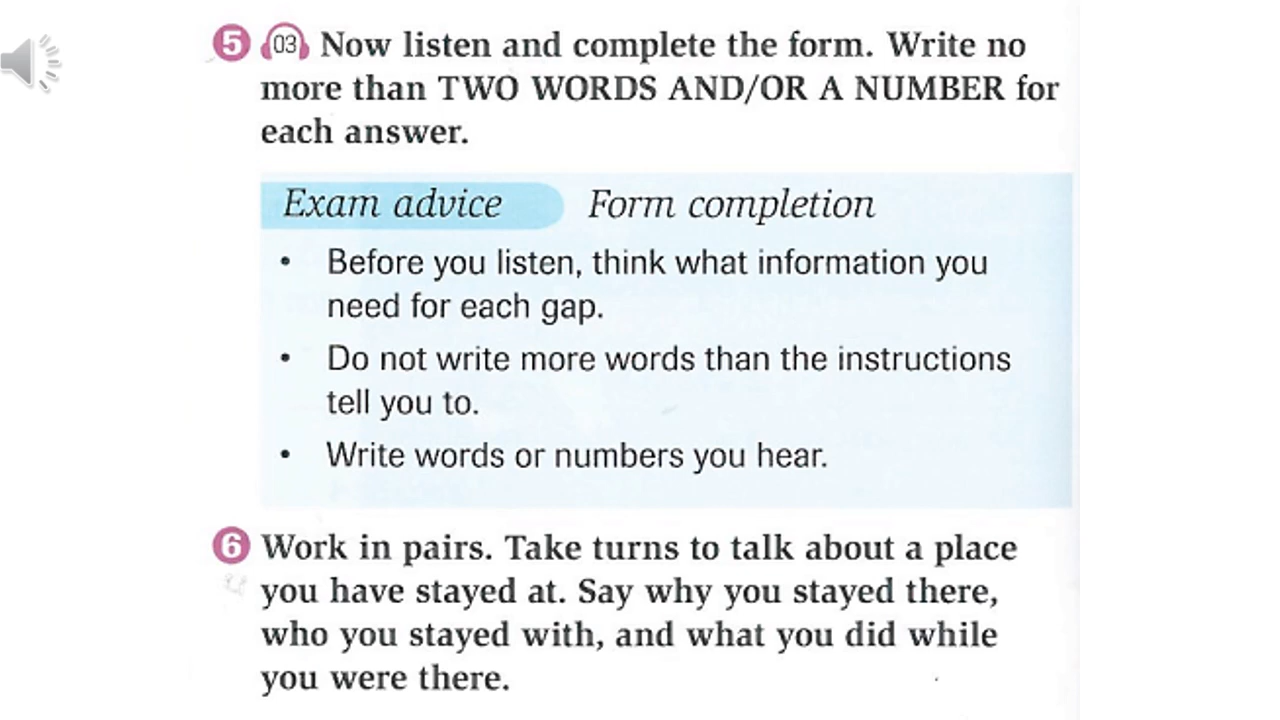 5 03 Now listen and complete the form. Write no
more than TWO WORDS AND/OR A NUMBER for
each answer.
Exam advice Form completion
• Before you listen, think what information you
need for each gap.
• Do not write more words than the instructions
tell you to.
• Write words or numbers you hear.
6 Work in pairs. Take turns to talk about a place
you have stayed at. Say why you stayed there,
who you stayed with, and what you did while
you were there.